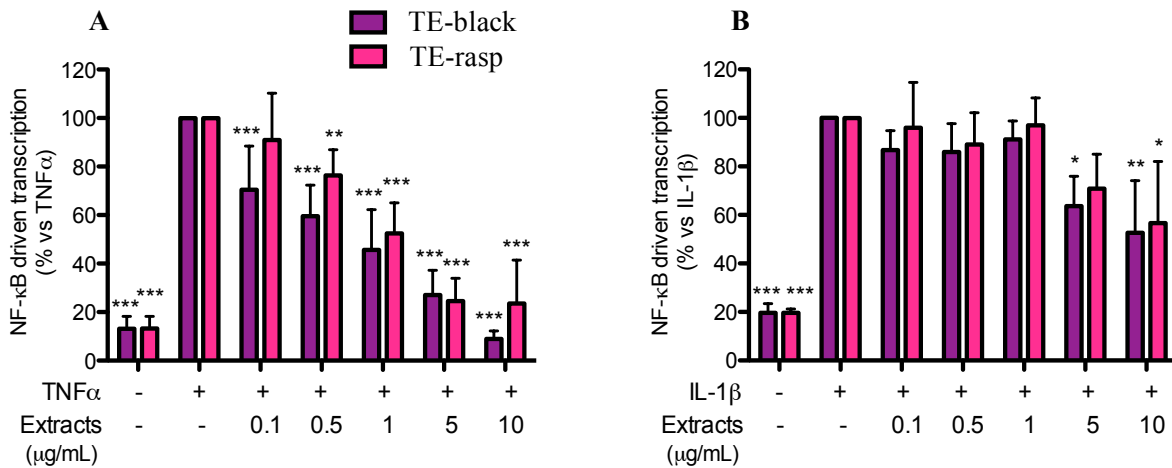 A
TE-black
TE-rasp
B
NF-κB driven transcription
(% vs TNFα)
120
100
80
60
40
20
0
*** *** *** *** ** *** *** *** *** *** ***
TNFα - + + + + + +
Extracts - - 0.1 0.5 1 5 10
(μg/mL)
NF-κB driven transcription
(% vs IL-1β)
120
100
80
60
40
20
0
*** *** * ** *
IL-1β - + + + + + +
Extracts - - 0.1 0.5 1 5 10
(μg/mL)